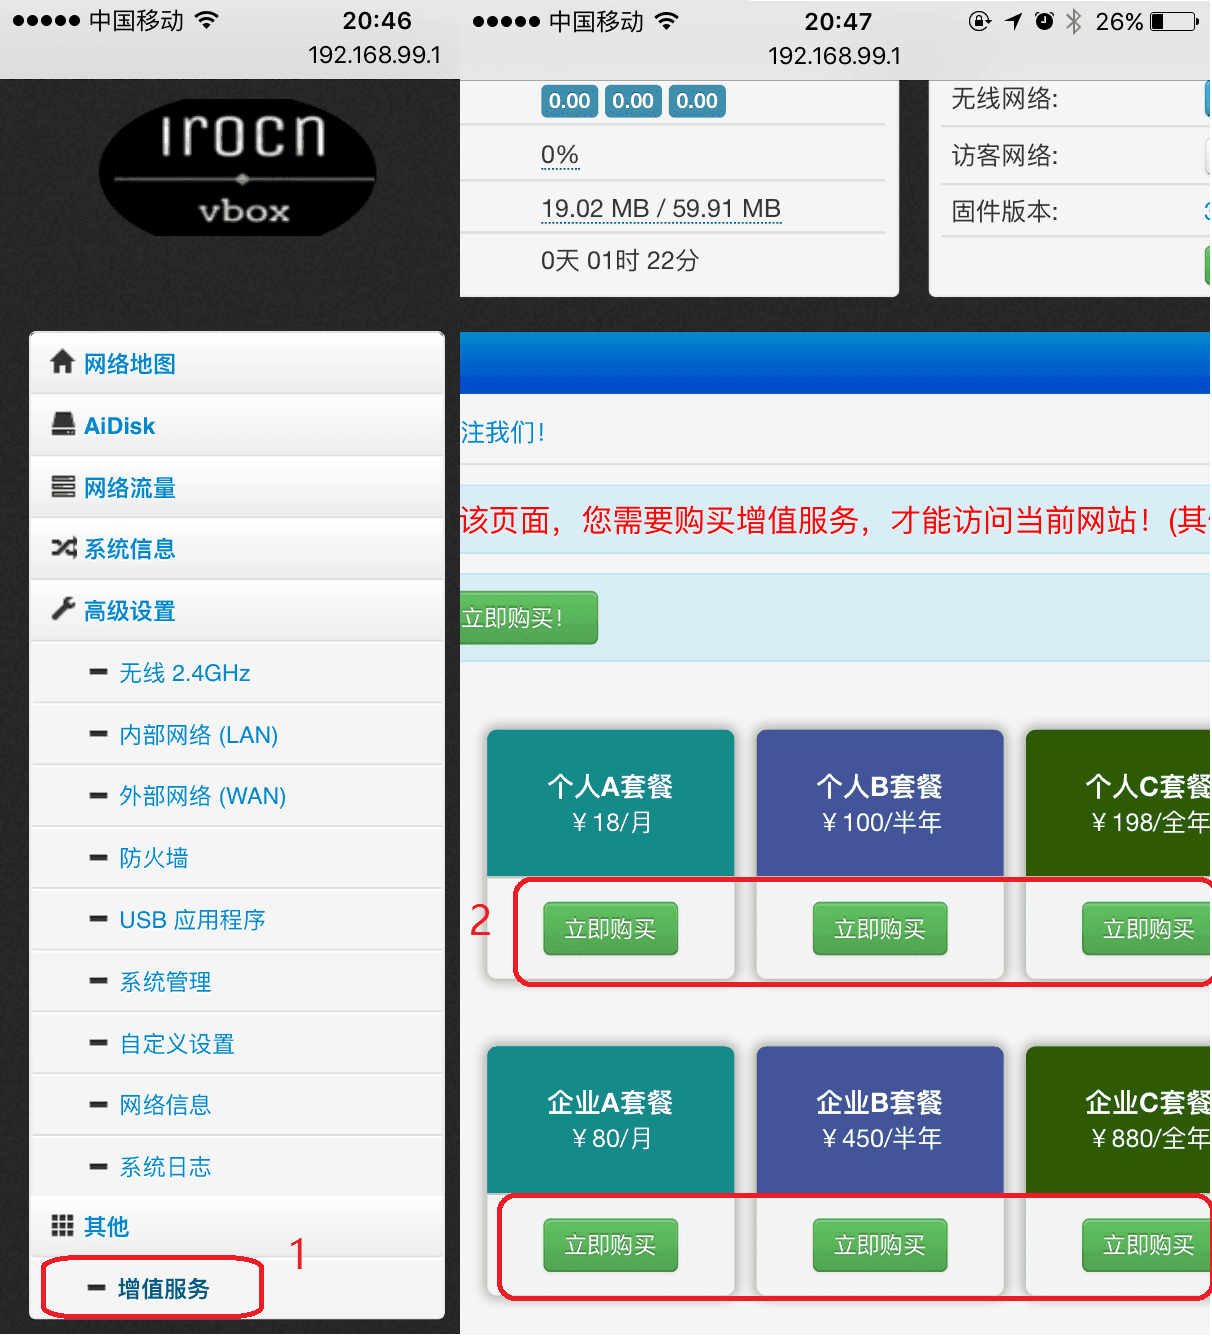 中国移动
20:46
192.168.99.1
irocn
vbox
网络地图
AiDisk
网络流量
系统信息
高级设置
无线 2.4GHz
内部网络 (LAN)
外部网络 (WAN)
防火墙
USB 应用程序
系统管理
自定义设置
网络信息
系统日志
其他
1
增值服务
中国移动
20:47
26%
192.168.99.1
0.00 0.00 0.00
0%
19.02 MB / 59.91 MB
0天 01时 22分
无线网络:
访客网络:
固件版本:
注我们！
该页面，您需要购买增值服务，才能访问当前网站！(其
立即购买！
个人A套餐
￥18/月
个人B套餐
￥100/半年
个人C套餐
￥198/全年
2
立即购买
立即购买
立即购买
企业A套餐
￥80/月
企业B套餐
￥450/半年
企业C套餐
￥880/全年
立即购买
立即购买
立即购买